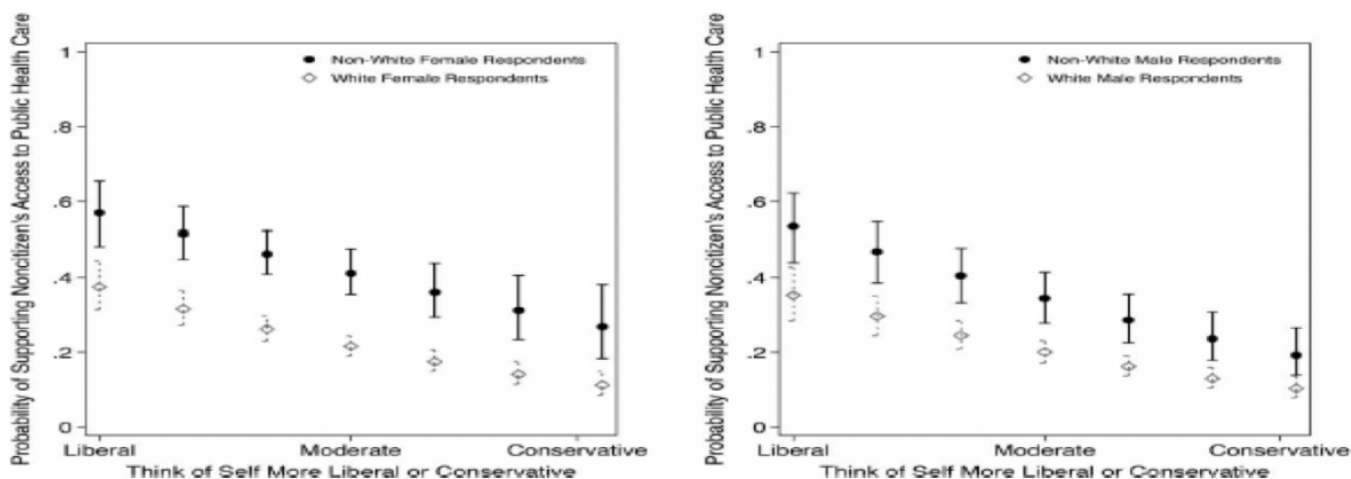 Probability of Supporting Noncitizen's Access to Public Health Care
1
.8
.6
.4
.2
0
Non-White Female Respondents
White Female Respondents
Liberal
Moderate
Conservative
Think of Self More Liberal or Conservative
Probability of Supporting Noncitizen's Access to Public Health Care
1
.8
.6
.4
.2
0
Non-White Male Respondents
White Male Respondents
Liberal
Moderate
Conservative
Think of Self More Liberal or Conservative